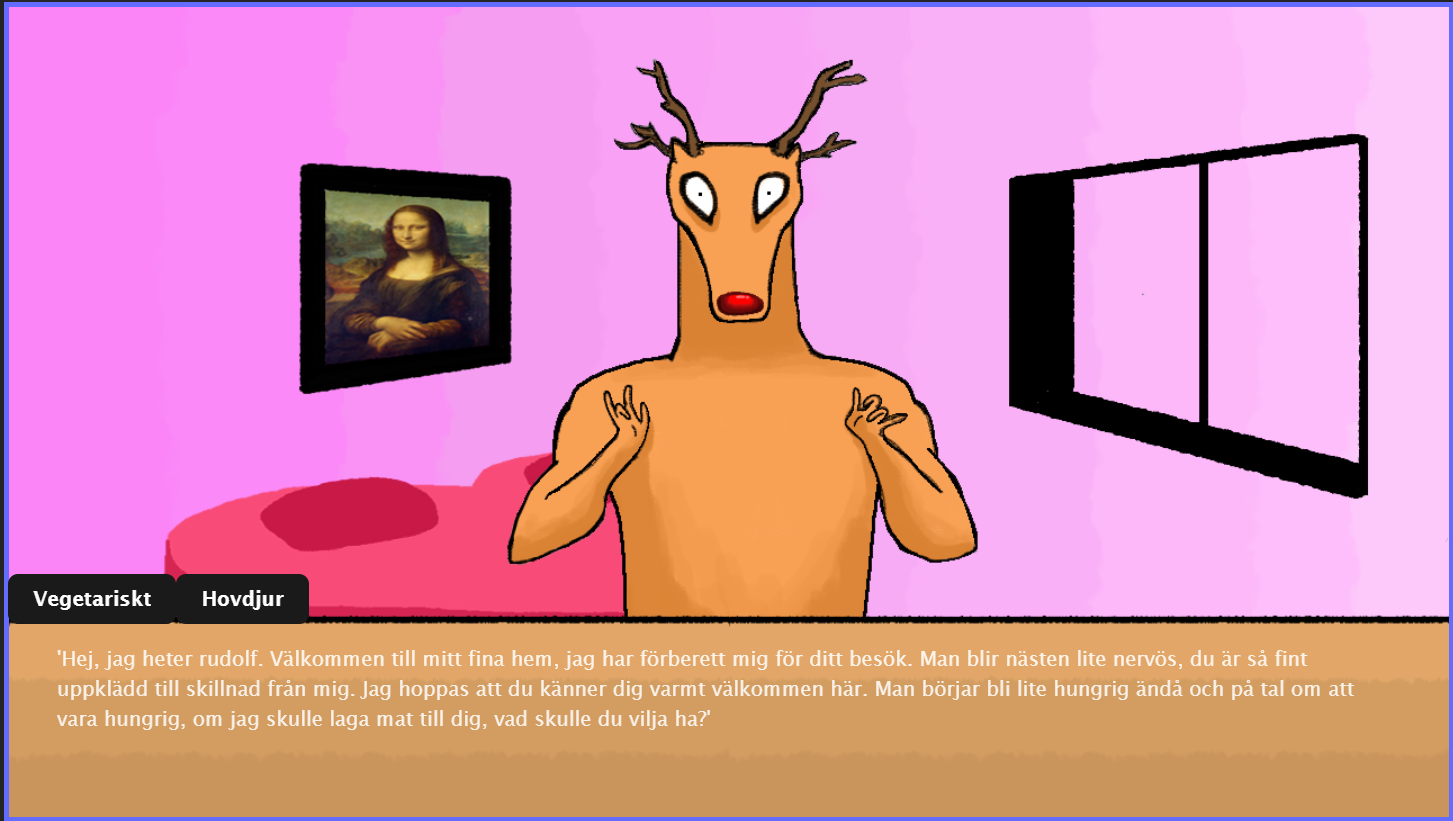 Vegetariskt
Hovdjur
'Hej, jag heter rudolf. Välkommen till mitt fina hem, jag har förberett mig för ditt besök. Man blir nästan lite nervös, du är så fint
uppklädd till skillnad från mig. Jag hoppas att du känner dig varmt välkommen här. Man börjar bli lite hungrig ändå och på tal om att
vara hungrig, om jag skulle laga mat till dig, vad skulle du vilja ha?'